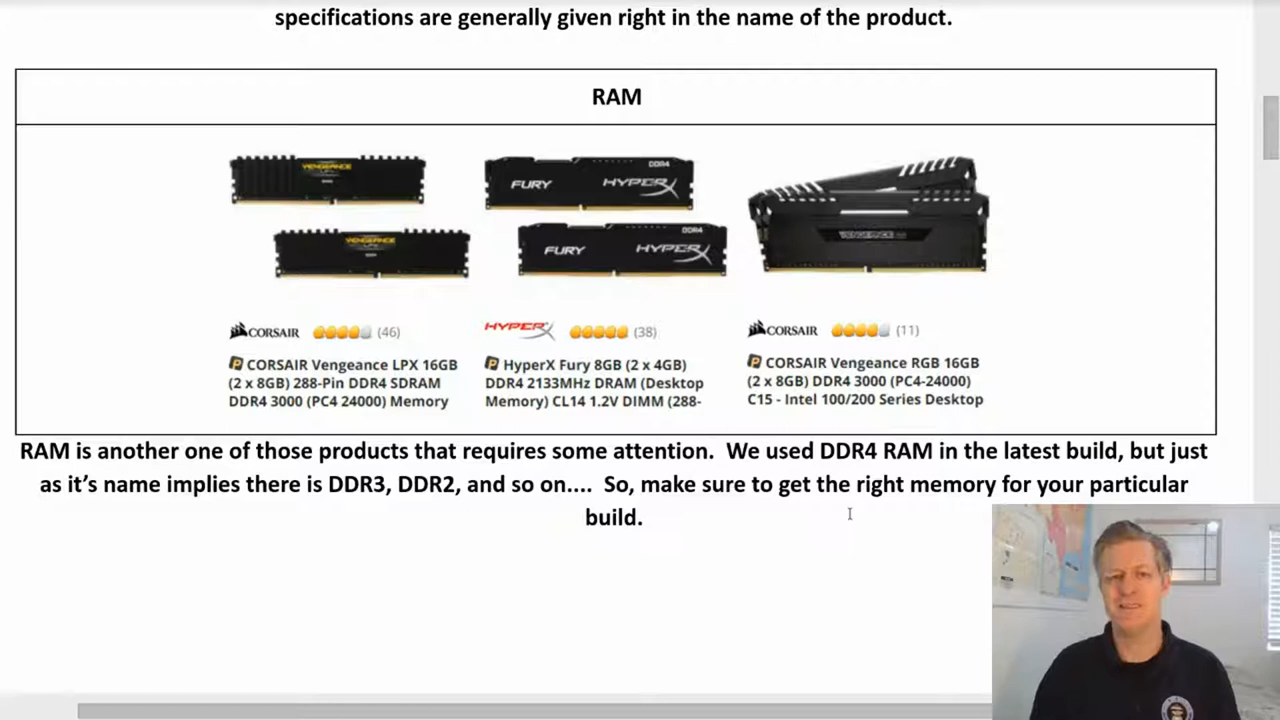 specifications are generally given right in the name of the product.
RAM
VENGEANCE
VENGEANCE
DDR4
FURY HYPERX
DDR4
FURY HYPERX
VENGEANCE
CORSAIR (46)
CORSAIR Vengeance LPX 16GB
(2 x 8GB) 288-Pin DDR4 SDRAM
DDR4 3000 (PC4 24000) Memory
HYPERX (38)
HyperX Fury 8GB (2 x 4GB)
DDR4 2133MHz DRAM (Desktop
Memory) CL14 1.2V DIMM (288-
CORSAIR (11)
CORSAIR Vengeance RGB 16GB
(2 x 8GB) DDR4 3000 (PC4-24000)
C15 - Intel 100/200 Series Desktop
RAM is another one of those products that requires some attention. We used DDR4 RAM in the latest build, but just
as it’s name implies there is DDR3, DDR2, and so on.... So, make sure to get the right memory for your particular
build.